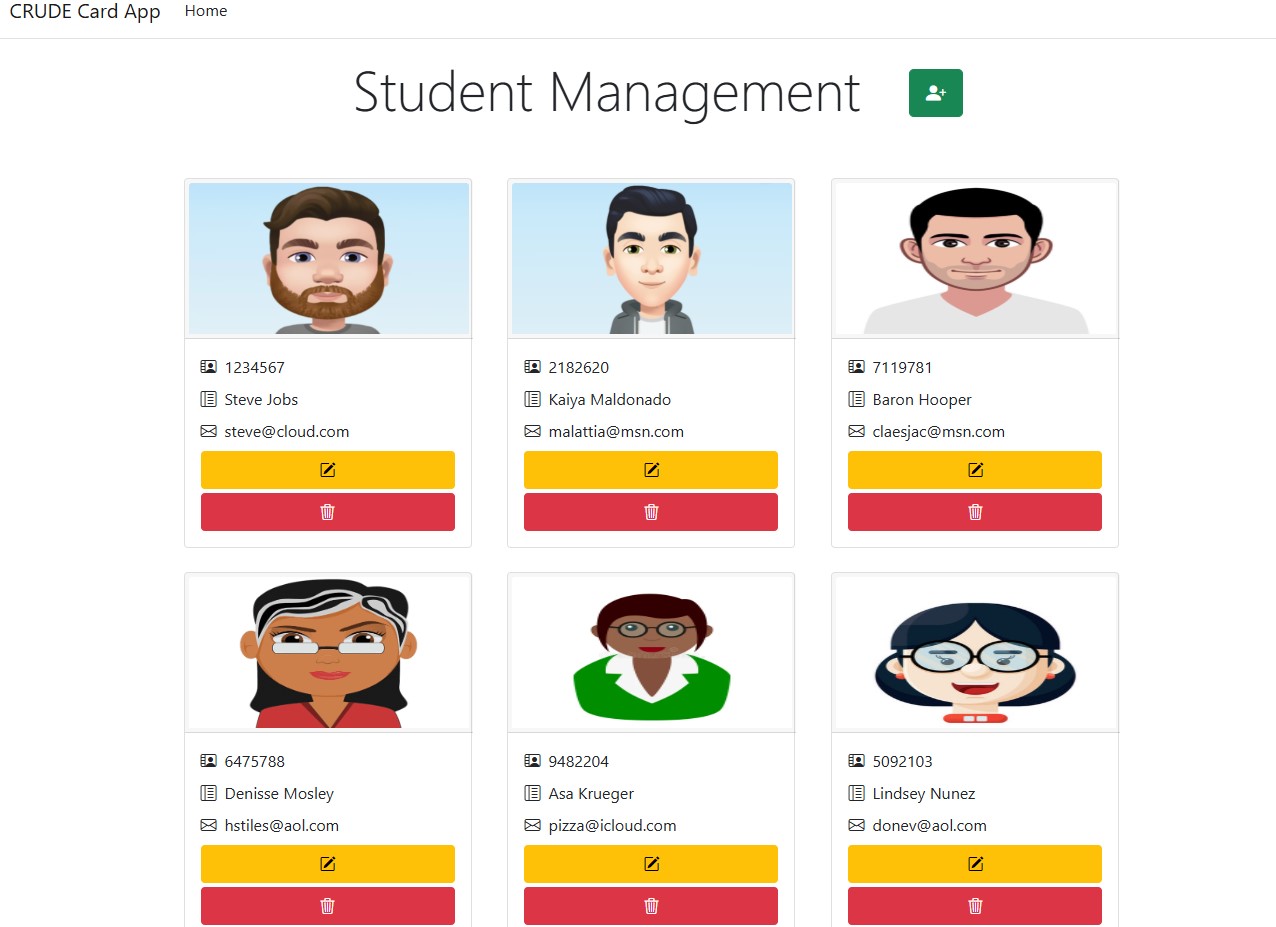 CRUDE Card App Home
Student Management
1234567
Steve Jobs
steve@cloud.com
2182620
Kaiya Maldonado
malattia@msn.com
7119781
Baron Hooper
claesjac@msn.com
6475788
Denisse Mosley
hstiles@aol.com
9482204
Asa Krueger
pizza@icloud.com
5092103
Lindsey Nunez
donev@aol.com